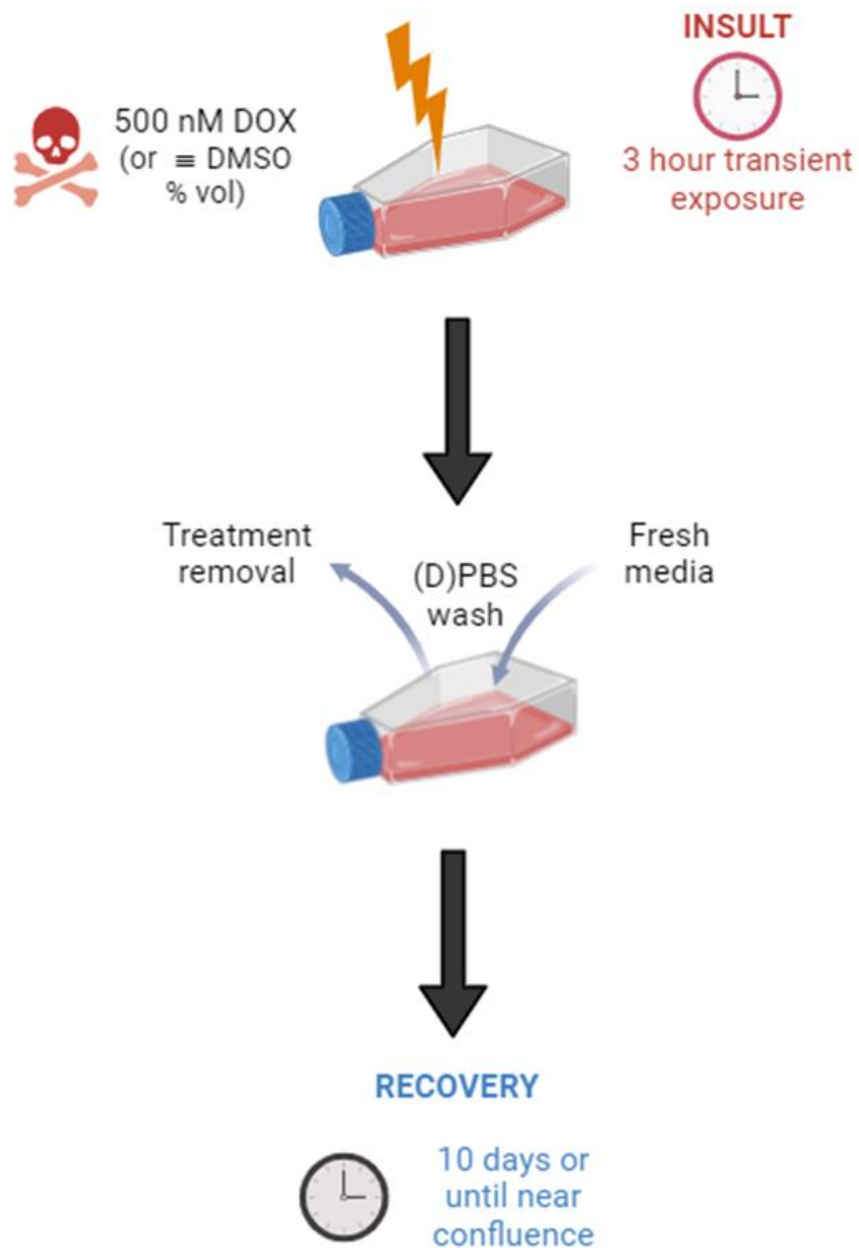 INSULT
500 nM DOX
(or ≡ DMSO
% vol)
3 hour transient
exposure
Treatment
removal
(D)PBS
wash
Fresh
media
RECOVERY
10 days or
until near
confluence